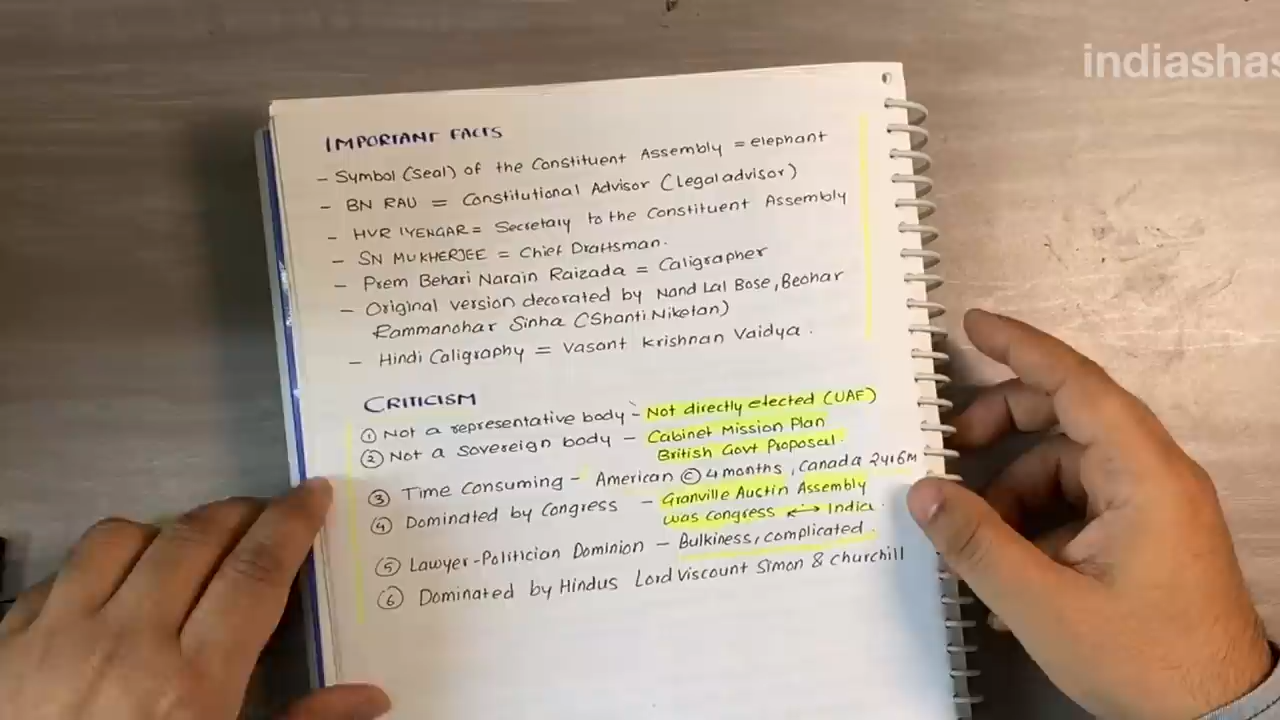 indiashas
IMPORTANT FACTS
- Symbol (Seal) of the Constituent Assembly = elephant
- BN RAU = Constitutional Advisor (Legal advisor)
- HVR IYENGAR = Secretary to the Constituent Assembly
- SN MUKHERJEE = Chief Draftsman.
- Prem Behari Narain Raizada = Caligrapher
- Original version decorated by Nand Lal Bose, Beohar
Rammanohar Sinha (Shanti Niketan)
- Hindi Caligraphy = Vasant Krishnan Vaidya.
CRITICISM
① Not a representative body - Not directly elected (UAF)
② Not a sovereign body - Cabinet Mission Plan
British Govt Proposal.
③ Time Consuming - American © 4 months, Canada 2yr6M
④ Dominated by Congress - Granville Austin Assembly
was Congress ↔ India.
⑤ Lawyer-Politician Dominion - Bulkiness, complicated.
⑥ Dominated by Hindus Lord Viscount Simon & Churchill